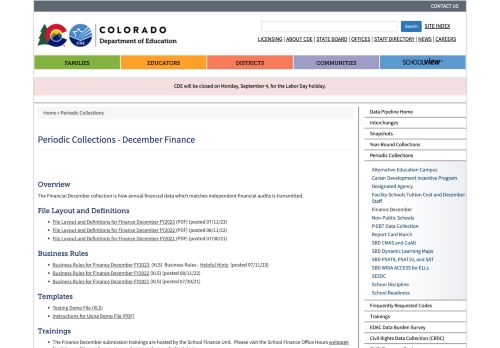 CONTACT US
COLORADO
Department of Education
CDE
Search
SITE INDEX
LICENSING | ABOUT CDE | STATE BOARD | OFFICES | STAFF DIRECTORY | NEWS | CAREERS
FAMILIES
EDUCATORS
DISTRICTS
COMMUNITIES
SCHOOLVIEW
CDE will be closed on Monday, September 4, for the Labor Day holiday.
Home > Periodic Collections
Periodic Collections - December Finance
Overview
The Financial December collection is how annual financial data which matches independent financial audits is transmitted.
File Layout and Definitions
File Layout and Definitions for Finance December FY2023 (PDF) (posted 07/11/23)
File Layout and Definitions for Finance December FY2022 (PDF) (posted 08/11/22)
File Layout and Definitions for Finance December FY2021 (PDF) (posted 07/30/21)
Business Rules
Business Rules for Finance December FY2023 (XLS) Business Rules - Helpful Hints (posted 07/11/23)
Business Rules for Finance December FY2022 (XLS) (posted 08/11/22)
Business Rules for Finance December FY2021 (XLS) (posted 07/30/21)
Templates
Testing Demo File (XLS)
Instructions for Using Demo File (PDF)
Trainings
The Finance December submission trainings are hosted by the School Finance Unit. Please visit the School Finance Office Hours webpage
Data Pipeline Home
Interchanges
Snapshots
Year-Round Collections
Periodic Collections
Alternative Education Campus
Career Development Incentive Program
Designated Agency
Facility Schools Tuition Cost and December
Staff
Finance December
Non-Public Schools
P-EBT Data Collection
Report Card March
SBD CMAS and CoAlt
SBD Dynamic Learning Maps
SBD PSAT9, PSAT10, and SAT
SBD WIDA ACCESS for ELLs
SEEDC
School Discipline
School Readiness
Frequently Requested Codes
Trainings
EDAC Data Burden Survey
Civil Rights Data Collection (CRDC)